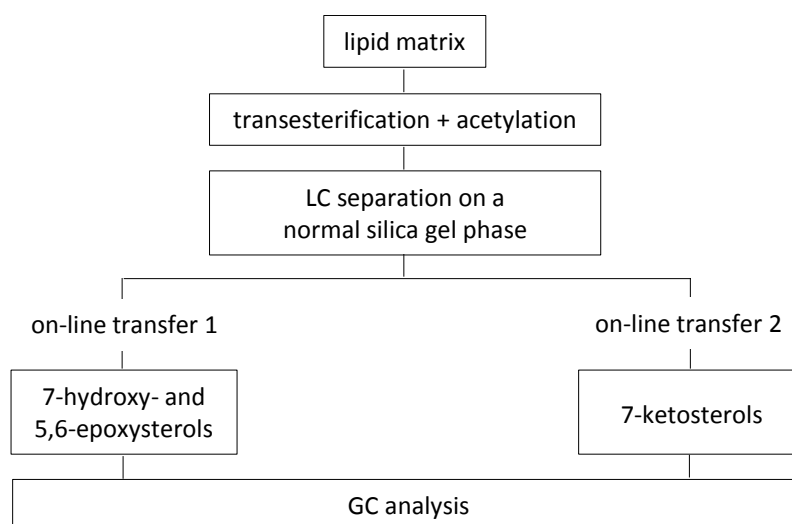 lipid matrix
transesterification + acetylation
LC separation on a
normal silica gel phase
on-line transfer 1
on-line transfer 2
7-hydroxy- and
5,6-epoxysterols
7-ketosterols
GC analysis